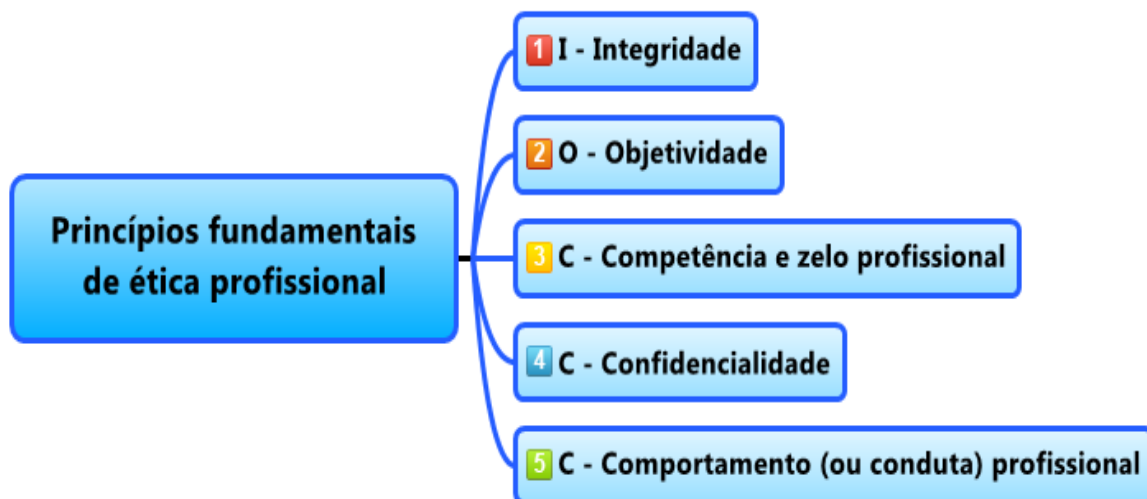 Princípios fundamentais
de ética profissional
1 I - Integridade
2 O - Objetividade
3 C - Competência e zelo profissional
4 C - Confidencialidade
5 C - Comportamento (ou conduta) profissional